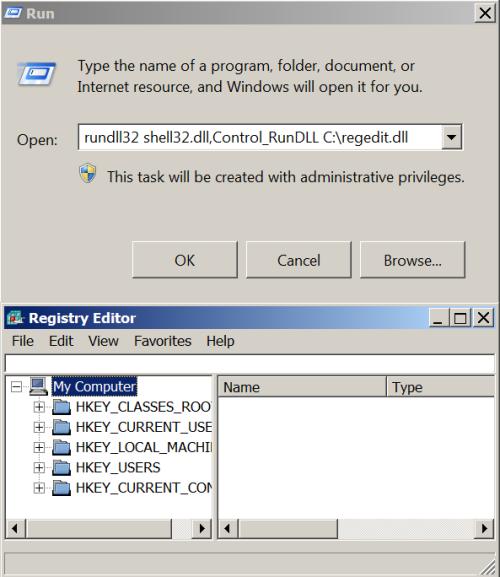 Run
Type the name of a program, folder, document, or
Internet resource, and Windows will open it for you.
Open:
rundll32 shell32.dll,Control_RunDLL C:\regedit.dll
This task will be created with administrative privileges.
OK
Cancel
Browse...
Registry Editor
File Edit View Favorites Help
My Computer
Name
Type
HKEY_CLASSES_ROO
HKEY_CURRENT_USE
HKEY_LOCAL_MACHI
HKEY_USERS
HKEY_CURRENT_CON